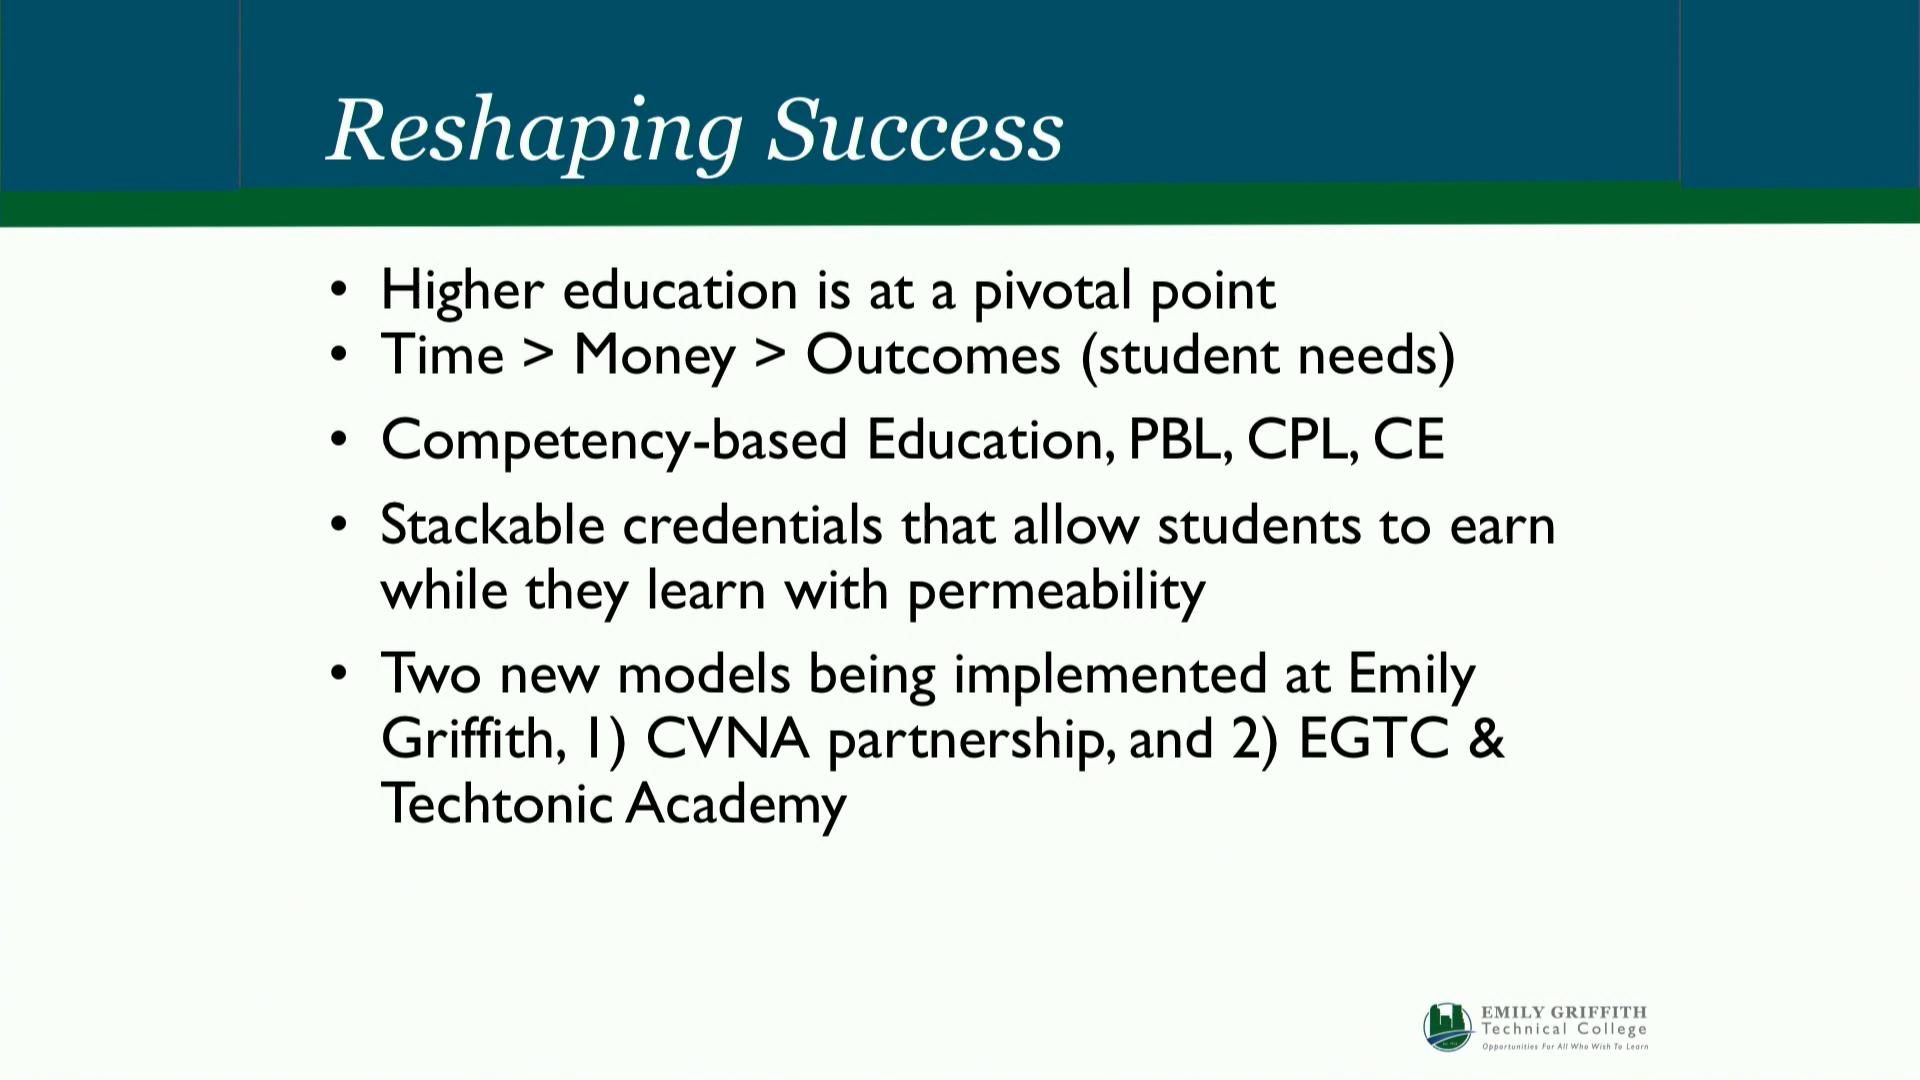 Reshaping Success
• Higher education is at a pivotal point
• Time > Money > Outcomes (student needs)
• Competency-based Education, PBL, CPL, CE
• Stackable credentials that allow students to earn
while they learn with permeability
• Two new models being implemented at Emily
Griffith, 1) CVNA partnership, and 2) EGTC &
Techtonic Academy
EMILY GRIFFITH
Technical College
Opportunities For All Who Wish To Learn